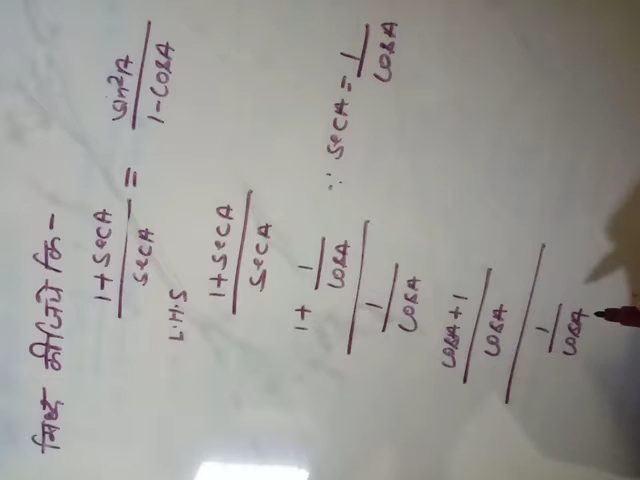 सिद्ध कीजिये कि-
1+secA / secA = sin²A / 1-cosA
L.H.S 1+secA / secA
1 + 1/cosA / 1/cosA ∵ secA = 1/cosA
cosA+1 / cosA / 1/cosA